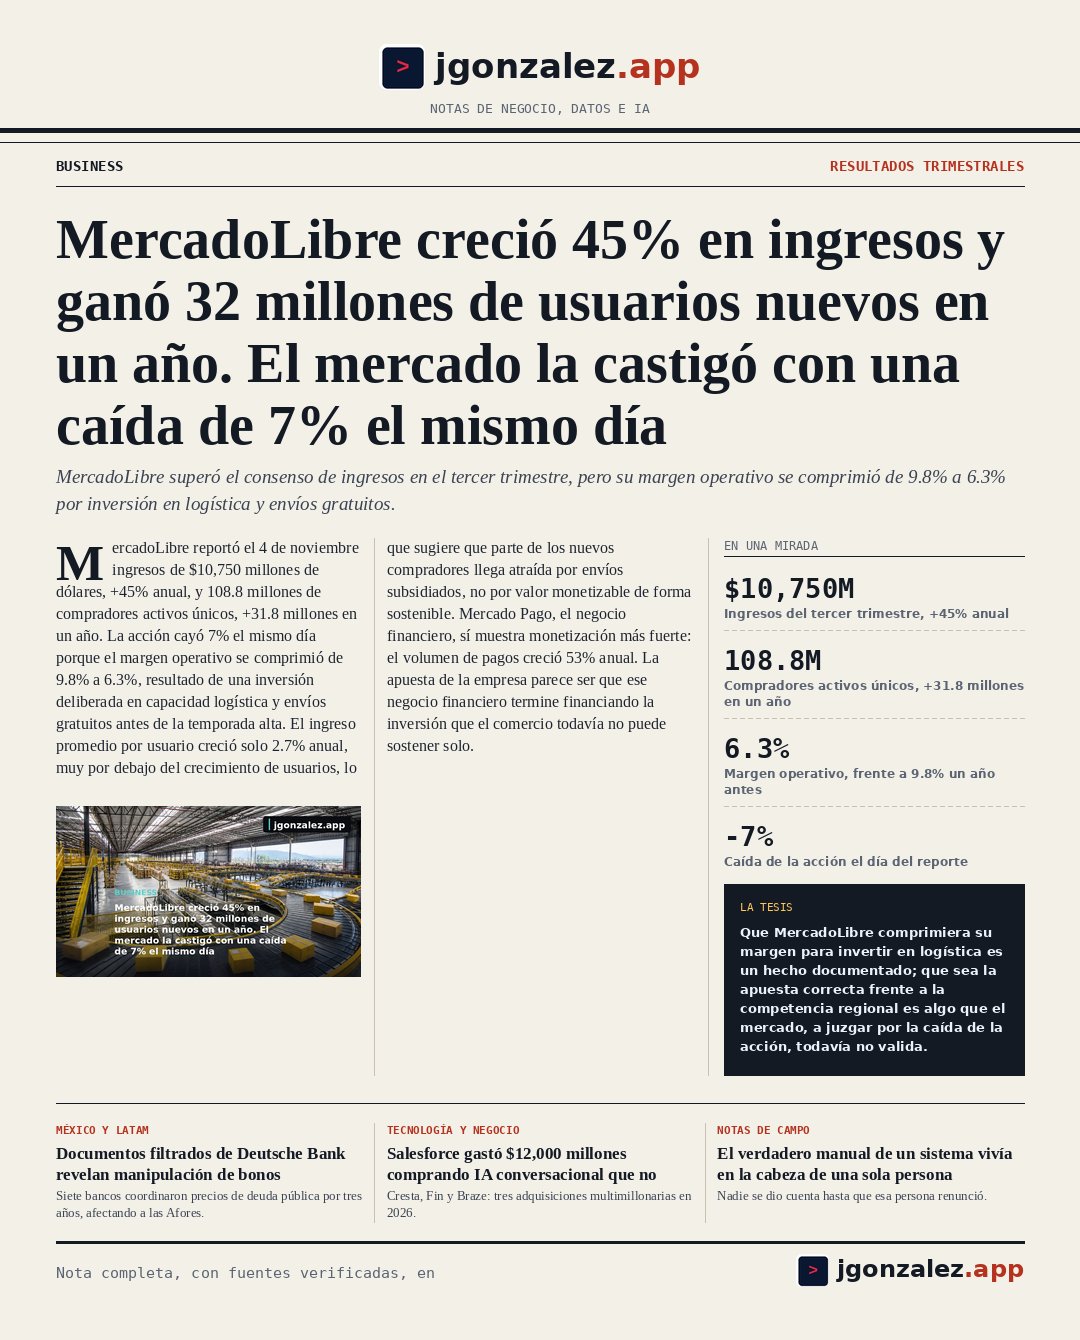 > jgonzalez.app
NOTAS DE NEGOCIO, DATOS E IA
BUSINESS
RESULTADOS TRIMESTRALES
MercadoLibre creció 45% en ingresos y
ganó 32 millones de usuarios nuevos en
un año. El mercado la castigó con una
caída de 7% el mismo día
MercadoLibre superó el consenso de ingresos en el tercer trimestre, pero su margen operativo se comprimió de 9.8% a 6.3%
por inversión en logística y envíos gratuitos.
MercadoLibre reportó el 4 de noviembre
ingresos de $10,750 millones de
dólares, +45% anual, y 108.8 millones de
compradores activos únicos, +31.8 millones en
un año. La acción cayó 7% el mismo día
porque el margen operativo se comprimió de
9.8% a 6.3%, resultado de una inversión
deliberada en capacidad logística y envíos
gratuitos antes de la temporada alta. El ingreso
promedio por usuario creció solo 2.7% anual,
muy por debajo del crecimiento de usuarios, lo
jgonzalez.app
BUSINESS
MercadoLibre creció 45% en
ingresos y ganó 32 millones de
usuarios nuevos en un año. El
mercado la castigó con una caída
de 7% el mismo día
que sugiere que parte de los nuevos
compradores llega atraída por envíos
subsidiados, no por valor monetizable de forma
sostenible. Mercado Pago, el negocio
financiero, sí muestra monetización más fuerte:
el volumen de pagos creció 53% anual. La
apuesta de la empresa parece ser que ese
negocio financiero termine financiando la
inversión que el comercio todavía no puede
sostener solo.
EN UNA MIRADA
$10,750M
Ingresos del tercer trimestre, +45% anual
108.8M
Compradores activos únicos, +31.8 millones
en un año
6.3%
Margen operativo, frente a 9.8% un año
antes
-7%
Caída de la acción el día del reporte
LA TESIS
Que MercadoLibre comprimiera su
margen para invertir en logística es
un hecho documentado; que sea la
apuesta correcta frente a la
competencia regional es algo que el
mercado, a juzgar por la caída de la
acción, todavía no valida.
MÉXICO Y LATAM
Documentos filtrados de Deutsche Bank
revelan manipulación de bonos
Siete bancos coordinaron precios de deuda pública por tres
años, afectando a las Afores.
TECNOLOGÍA Y NEGOCIO
Salesforce gastó $12,000 millones
comprando IA conversacional que no
Cresta, Fin y Braze: tres adquisiciones multimillonarias en
2026.
NOTAS DE CAMPO
El verdadero manual de un sistema vivía
en la cabeza de una sola persona
Nadie se dio cuenta hasta que esa persona renunció.
Nota completa, con fuentes verificadas, en
> jgonzalez.app